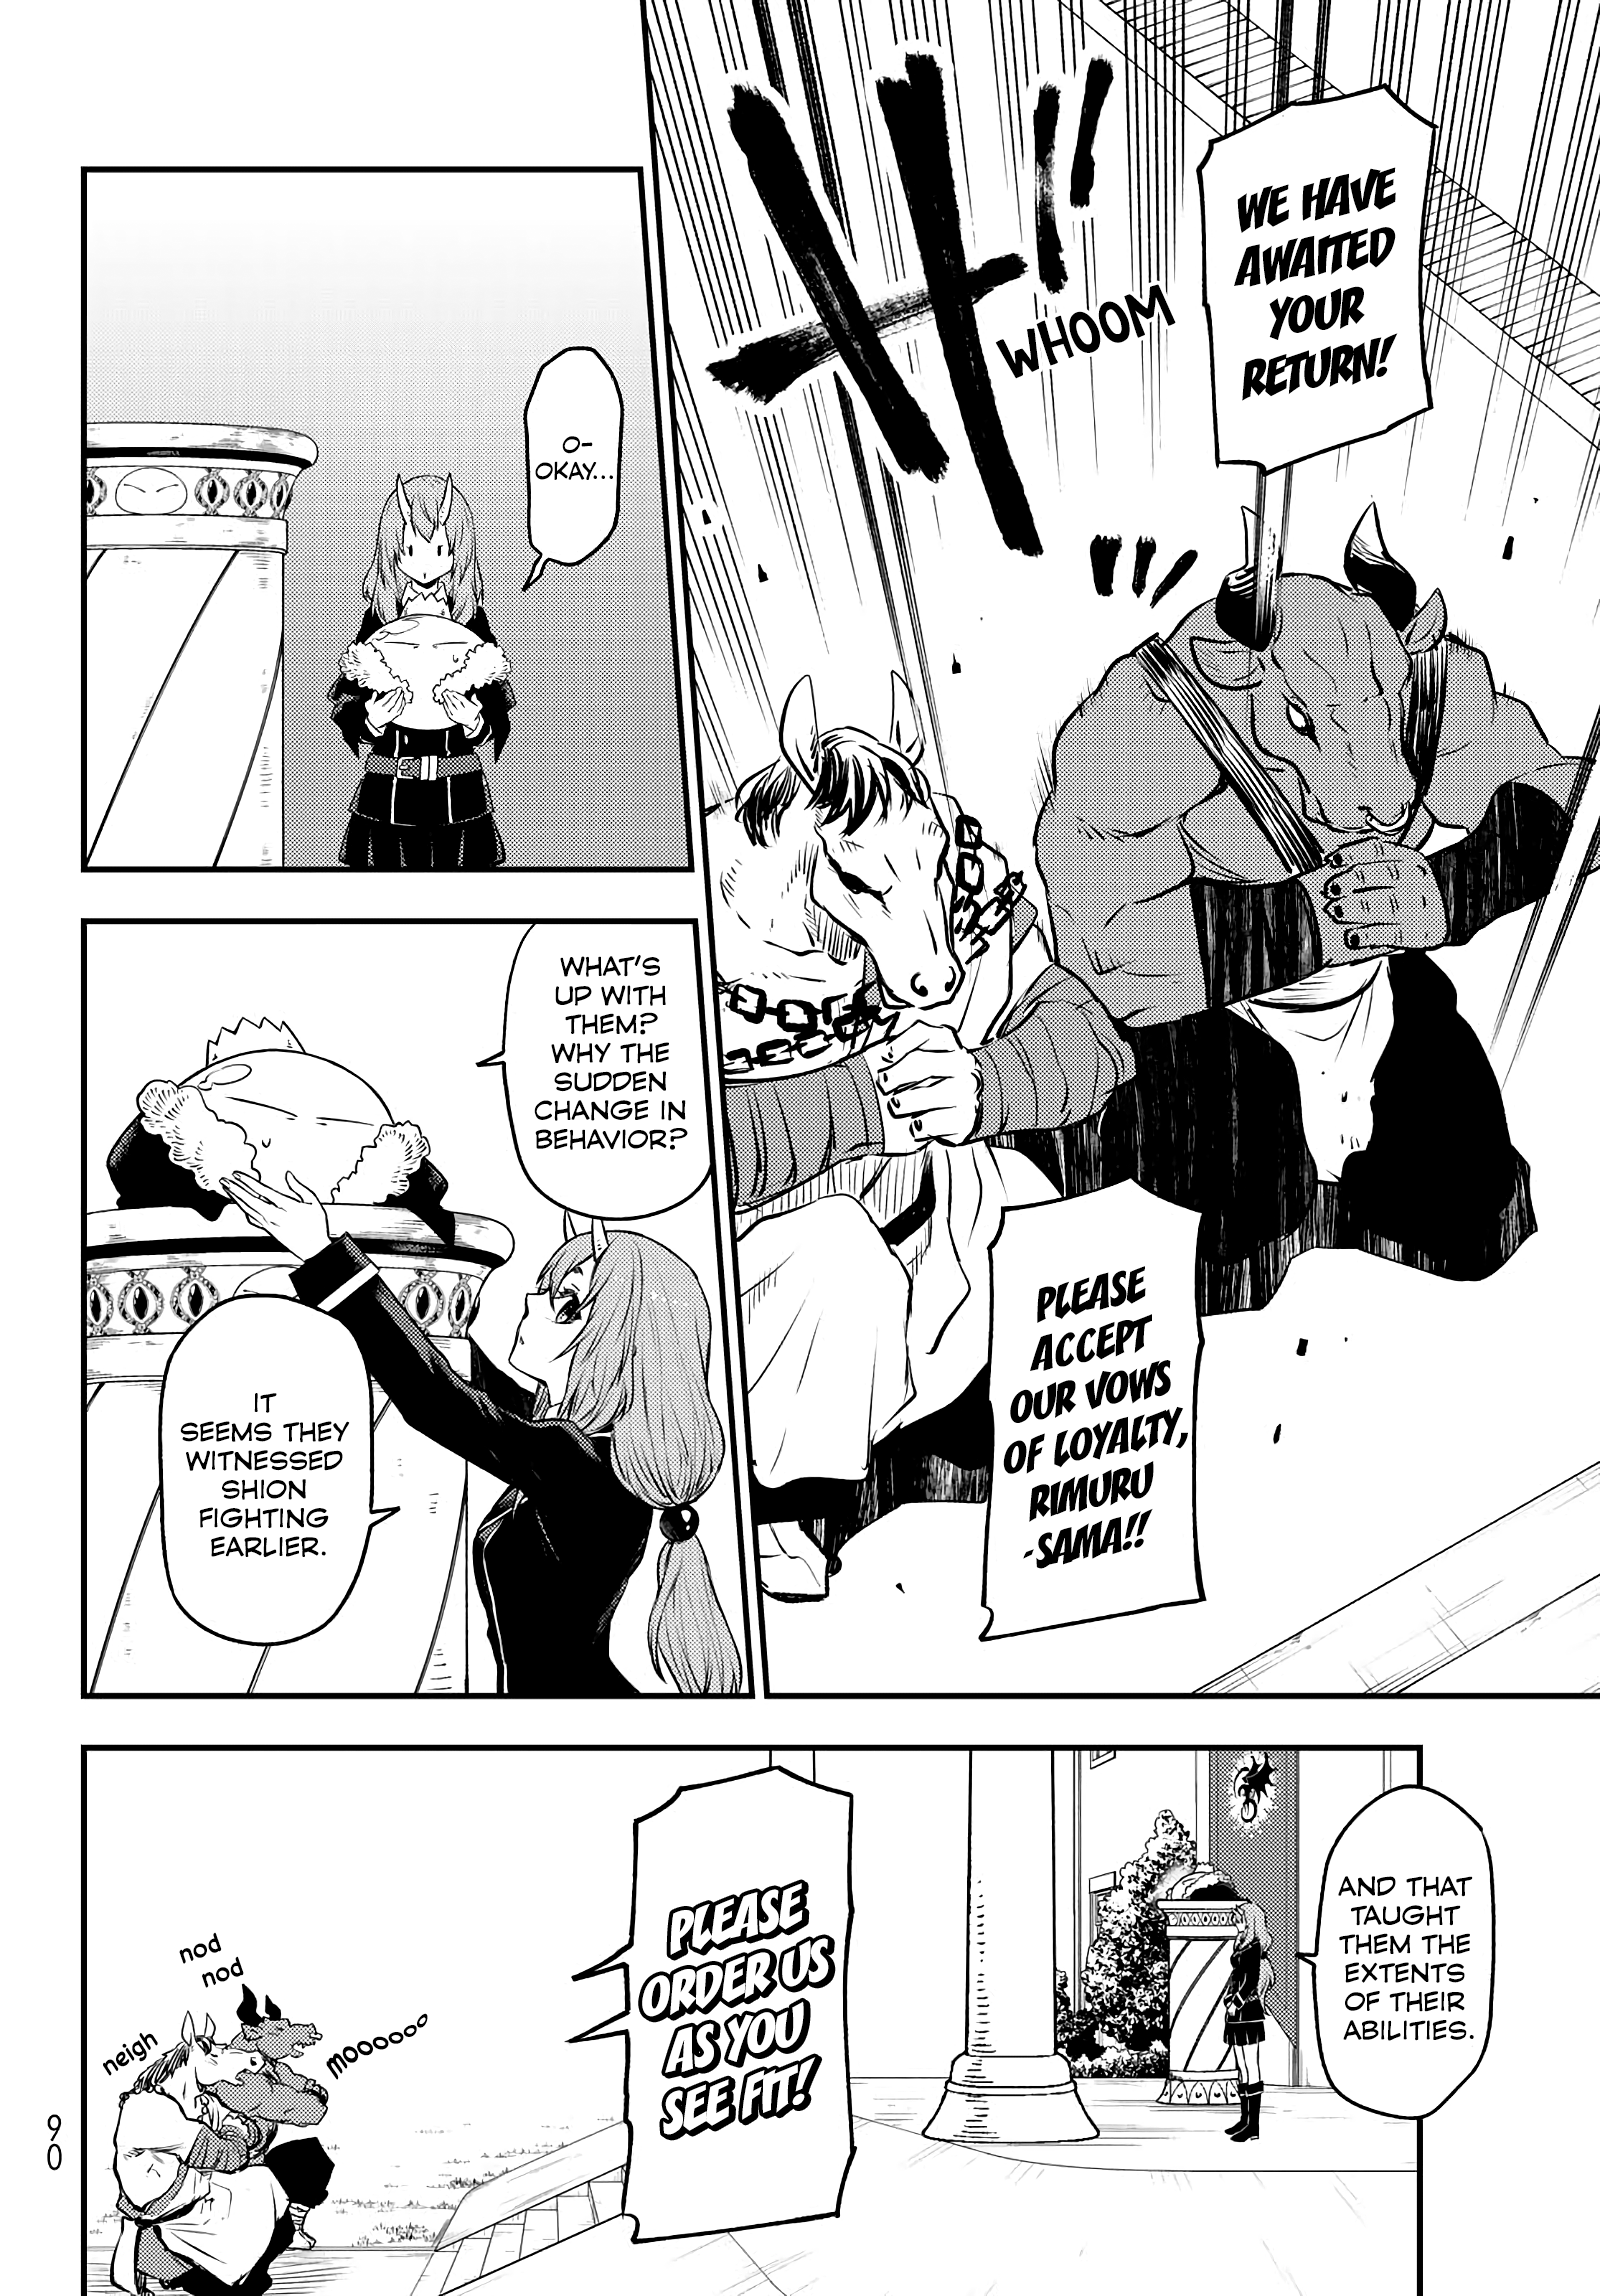 WE HAVE
AWAITED
YOUR
RETURN!
WHOOM
ザッ
PLEASE
ACCEPT
OUR VOWS
OF LOYALTY,
RIMURU
-SAMA!!
O-
OKAY...
WHAT'S
UP WITH
THEM?
WHY THE
SUDDEN
CHANGE IN
BEHAVIOR?
IT
SEEMS THEY
WITNESSED
SHION
FIGHTING
EARLIER.
AND THAT
TAUGHT
THEM THE
EXTENTS
OF THEIR
ABILITIES.
PLEASE
ORDER US
AS YOU
SEE FIT!
nod
nod
neigh
MOOOOOO
90